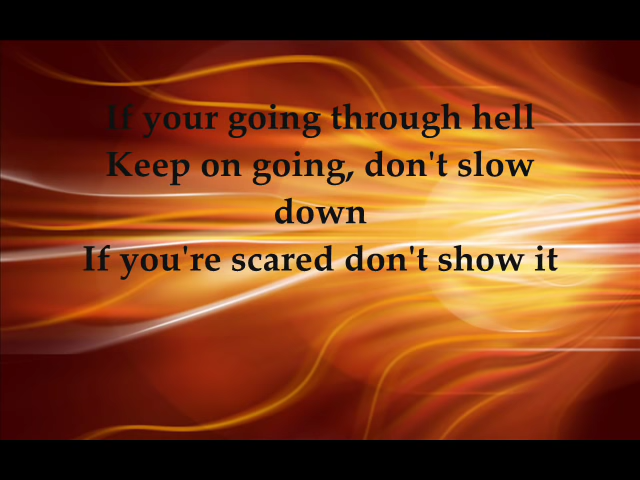 If your going through hell
Keep on going, don't slow
down
If you're scared don't show it